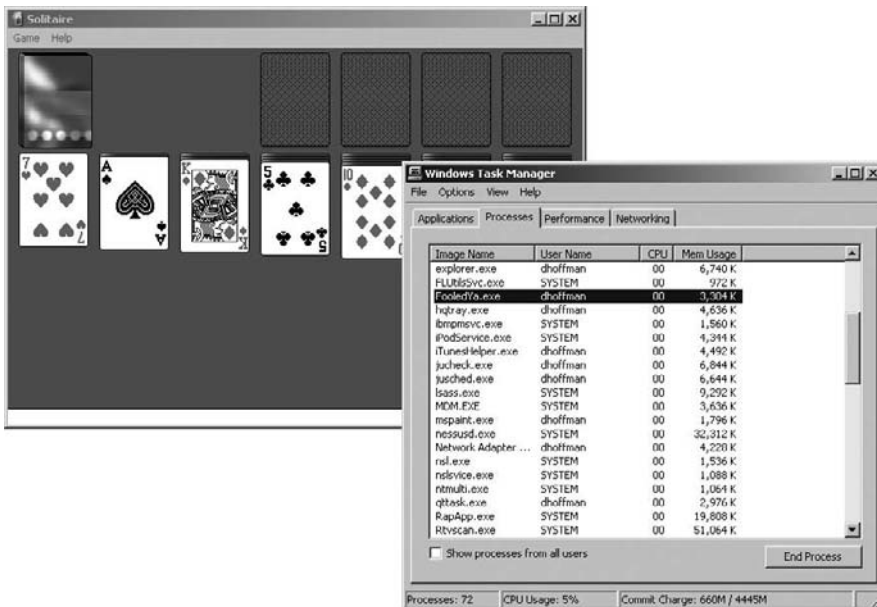 Solitaire
Game Help
7
A
K
5
10
7
A
K
5
Windows Task Manager
File Options View Help
Applications Processes Performance Networking
Image Name User Name CPU Mem Usage
explorer.exe dhoffman 00 6,740 K
FLUtilsSvc.exe SYSTEM 00 972 K
FooledYa.exe dhoffman 00 3,304 K
hqtray.exe dhoffman 00 4,636 K
ibmpmsvc.exe SYSTEM 00 1,560 K
iPodService.exe SYSTEM 00 4,344 K
iTunesHelper.exe dhoffman 00 4,492 K
jucheck.exe dhoffman 00 6,844 K
jusched.exe dhoffman 00 6,644 K
lsass.exe SYSTEM 00 9,292 K
MDM.EXE SYSTEM 00 3,636 K
mspaint.exe dhoffman 00 1,796 K
nessusd.exe SYSTEM 00 32,312 K
Network Adapter ... dhoffman 00 4,228 K
nsl.exe SYSTEM 00 1,536 K
nslsvice.exe SYSTEM 00 1,088 K
ntmulti.exe SYSTEM 00 1,064 K
qttask.exe dhoffman 00 2,976 K
RapApp.exe SYSTEM 00 19,808 K
Rtvscan.exe SYSTEM 00 51,064 K
Show processes from all users
End Process
Processes: 72 CPU Usage: 5% Commit Charge: 660M / 4445M